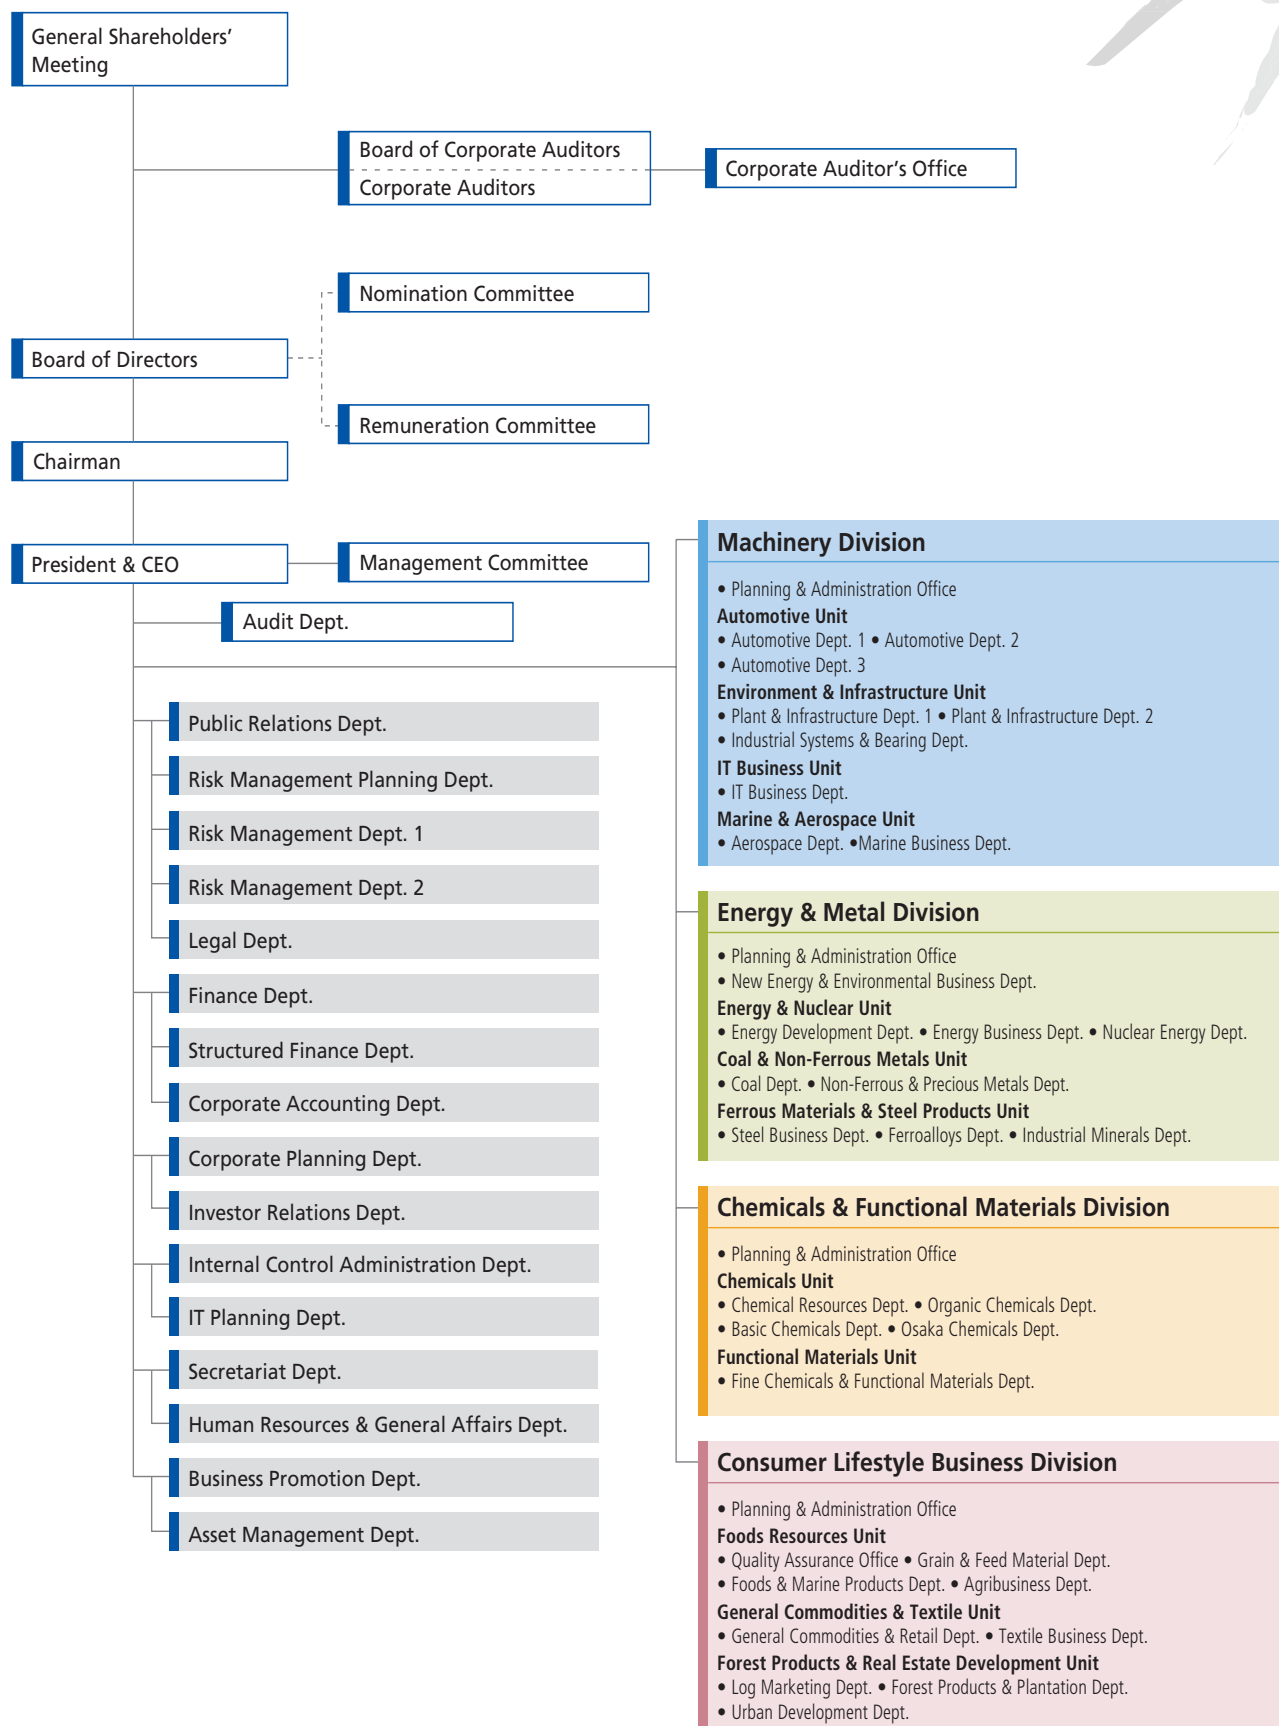 General Shareholders’
Meeting
Board of Corporate Auditors
Corporate Auditors
Corporate Auditor’s Office
Nomination Committee
Board of Directors
Remuneration Committee
Chairman
President & CEO
Management Committee
Audit Dept.
Public Relations Dept.
Risk Management Planning Dept.
Risk Management Dept. 1
Risk Management Dept. 2
Legal Dept.
Finance Dept.
Structured Finance Dept.
Corporate Accounting Dept.
Corporate Planning Dept.
Investor Relations Dept.
Internal Control Administration Dept.
IT Planning Dept.
Secretariat Dept.
Human Resources & General Affairs Dept.
Business Promotion Dept.
Asset Management Dept.
Machinery Division
• Planning & Administration Office
Automotive Unit
• Automotive Dept. 1 • Automotive Dept. 2
• Automotive Dept. 3
Environment & Infrastructure Unit
• Plant & Infrastructure Dept. 1 • Plant & Infrastructure Dept. 2
• Industrial Systems & Bearing Dept.
IT Business Unit
• IT Business Dept.
Marine & Aerospace Unit
• Aerospace Dept. •Marine Business Dept.
Energy & Metal Division
• Planning & Administration Office
• New Energy & Environmental Business Dept.
Energy & Nuclear Unit
• Energy Development Dept. • Energy Business Dept. • Nuclear Energy Dept.
Coal & Non-Ferrous Metals Unit
• Coal Dept. • Non-Ferrous & Precious Metals Dept.
Ferrous Materials & Steel Products Unit
• Steel Business Dept. • Ferroalloys Dept. • Industrial Minerals Dept.
Chemicals & Functional Materials Division
• Planning & Administration Office
Chemicals Unit
• Chemical Resources Dept. • Organic Chemicals Dept.
• Basic Chemicals Dept. • Osaka Chemicals Dept.
Functional Materials Unit
• Fine Chemicals & Functional Materials Dept.
Consumer Lifestyle Business Division
• Planning & Administration Office
Foods Resources Unit
• Quality Assurance Office • Grain & Feed Material Dept.
• Foods & Marine Products Dept. • Agribusiness Dept.
General Commodities & Textile Unit
• General Commodities & Retail Dept. • Textile Business Dept.
Forest Products & Real Estate Development Unit
• Log Marketing Dept. • Forest Products & Plantation Dept.
• Urban Development Dept.